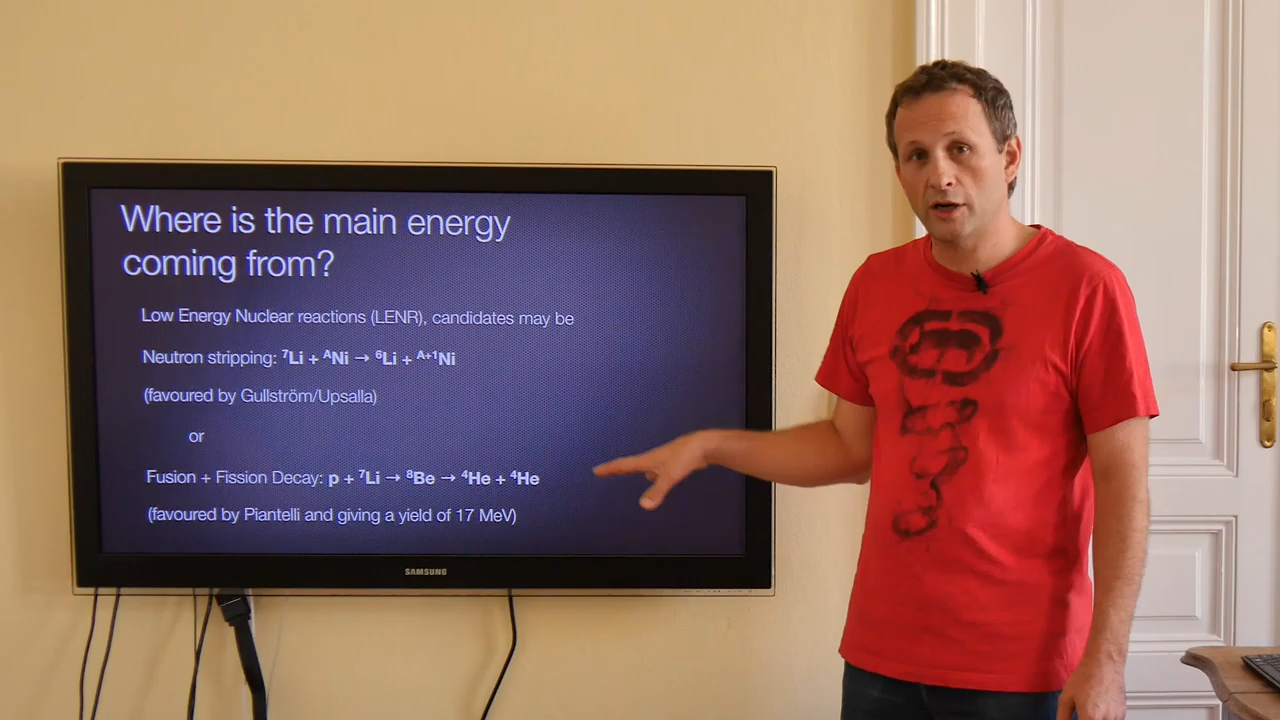 Where is the main energy
coming from?
Low Energy Nuclear reactions (LENR), candidates may be
Neutron stripping: ⁷Li + ᴬNi → ⁶Li + ᴬ⁺¹Ni
(favoured by Gullström/Upsalla)
or
Fusion + Fission Decay: p + ⁷Li → ⁸Be → ⁴He + ⁴He
(favoured by Piantelli and giving a yield of 17 MeV)
SAMSUNG